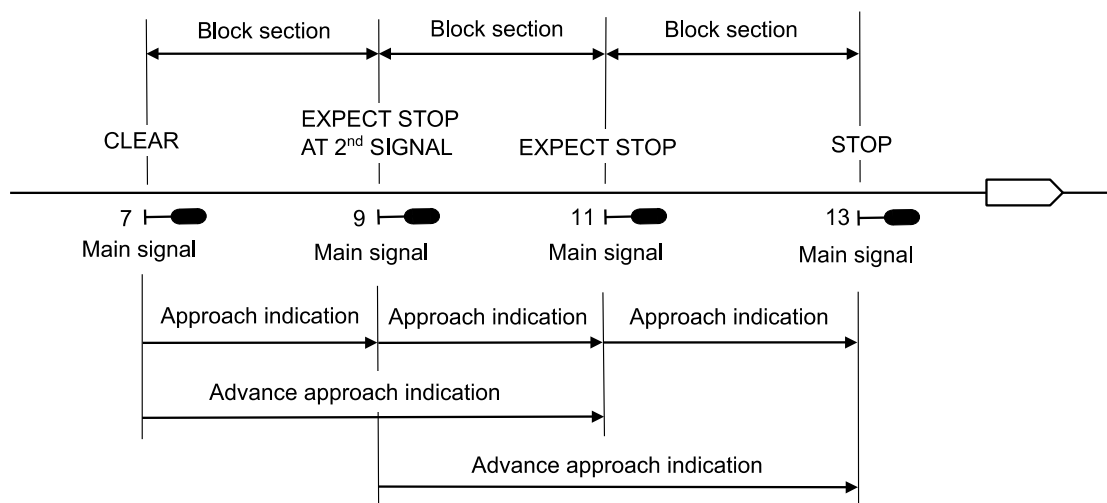 Block section Block section Block section
CLEAR
EXPECT STOP
AT 2nd SIGNAL
EXPECT STOP
STOP
7 9 11 13
Main signal Main signal Main signal Main signal
Approach indication Approach indication Approach indication
Advance approach indication
Advance approach indication